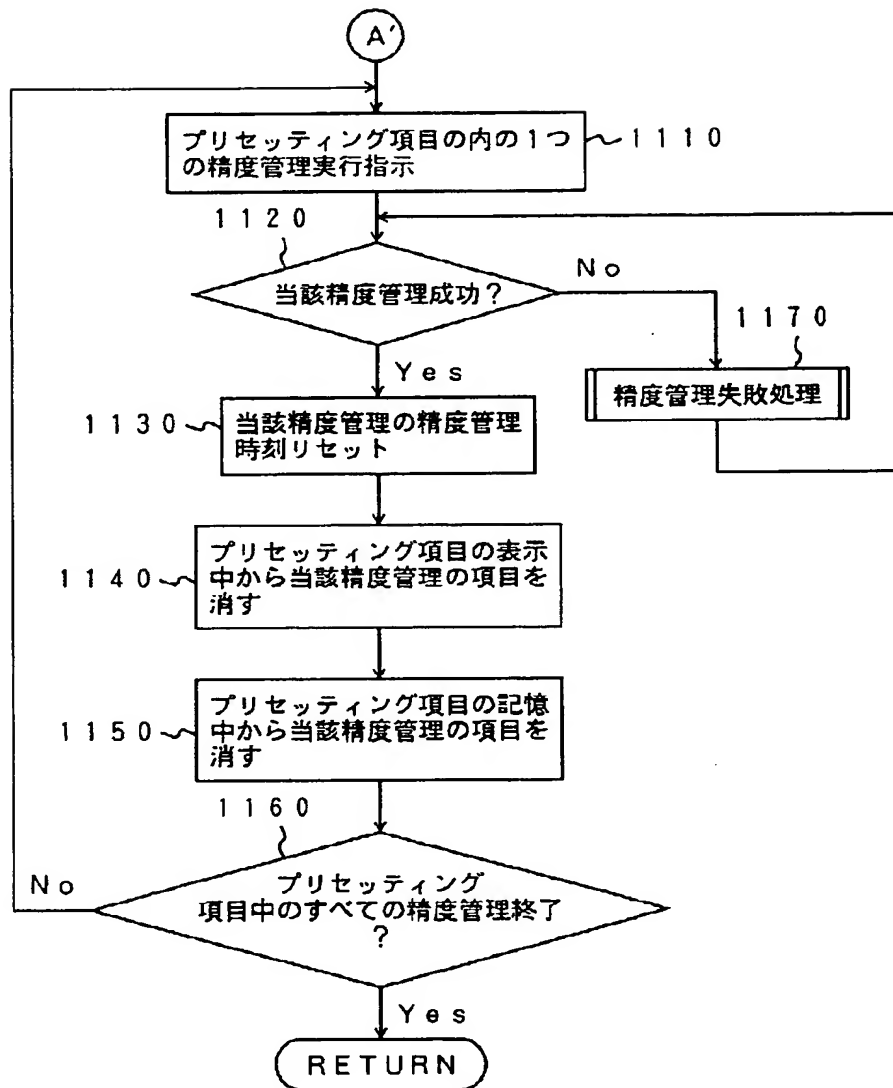 A'
プリセッティング項目の内の1つ
の精度管理実行指示
1110
1120
当該精度管理成功?
No
1170
精度管理失敗処理
Yes
1130
当該精度管理の精度管理
時刻リセット
1140
プリセッティング項目の表示
中から当該精度管理の項目を
消す
1150
プリセッティング項目の記憶
中から当該精度管理の項目を
消す
1160
No
プリセッティング
項目中のすべての精度管理終了
?
Yes
RETURN